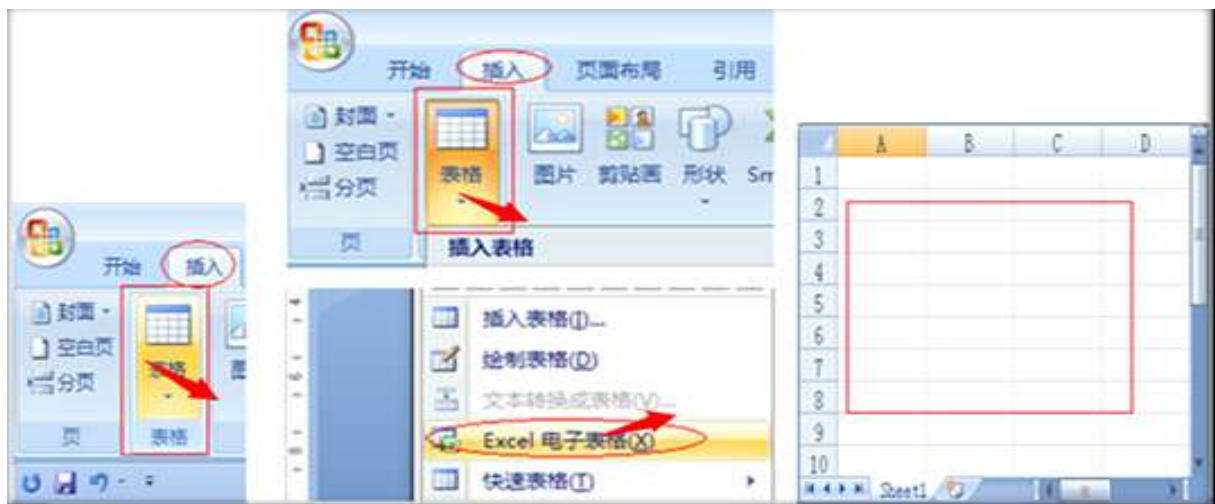 开始 插入
封面
空白页
分页
表格
页 表格
开始 插入 页面布局 引用
封面
空白页
分页
表格 图片 剪贴画 形状 Sm
页 插入表格
插入表格(I)...
绘制表格(D)
文本转换成表格(V)...
Excel 电子表格(X)
快速表格(T)
A B C D
1
2
3
4
5
6
7
8
9
10
Sheet1